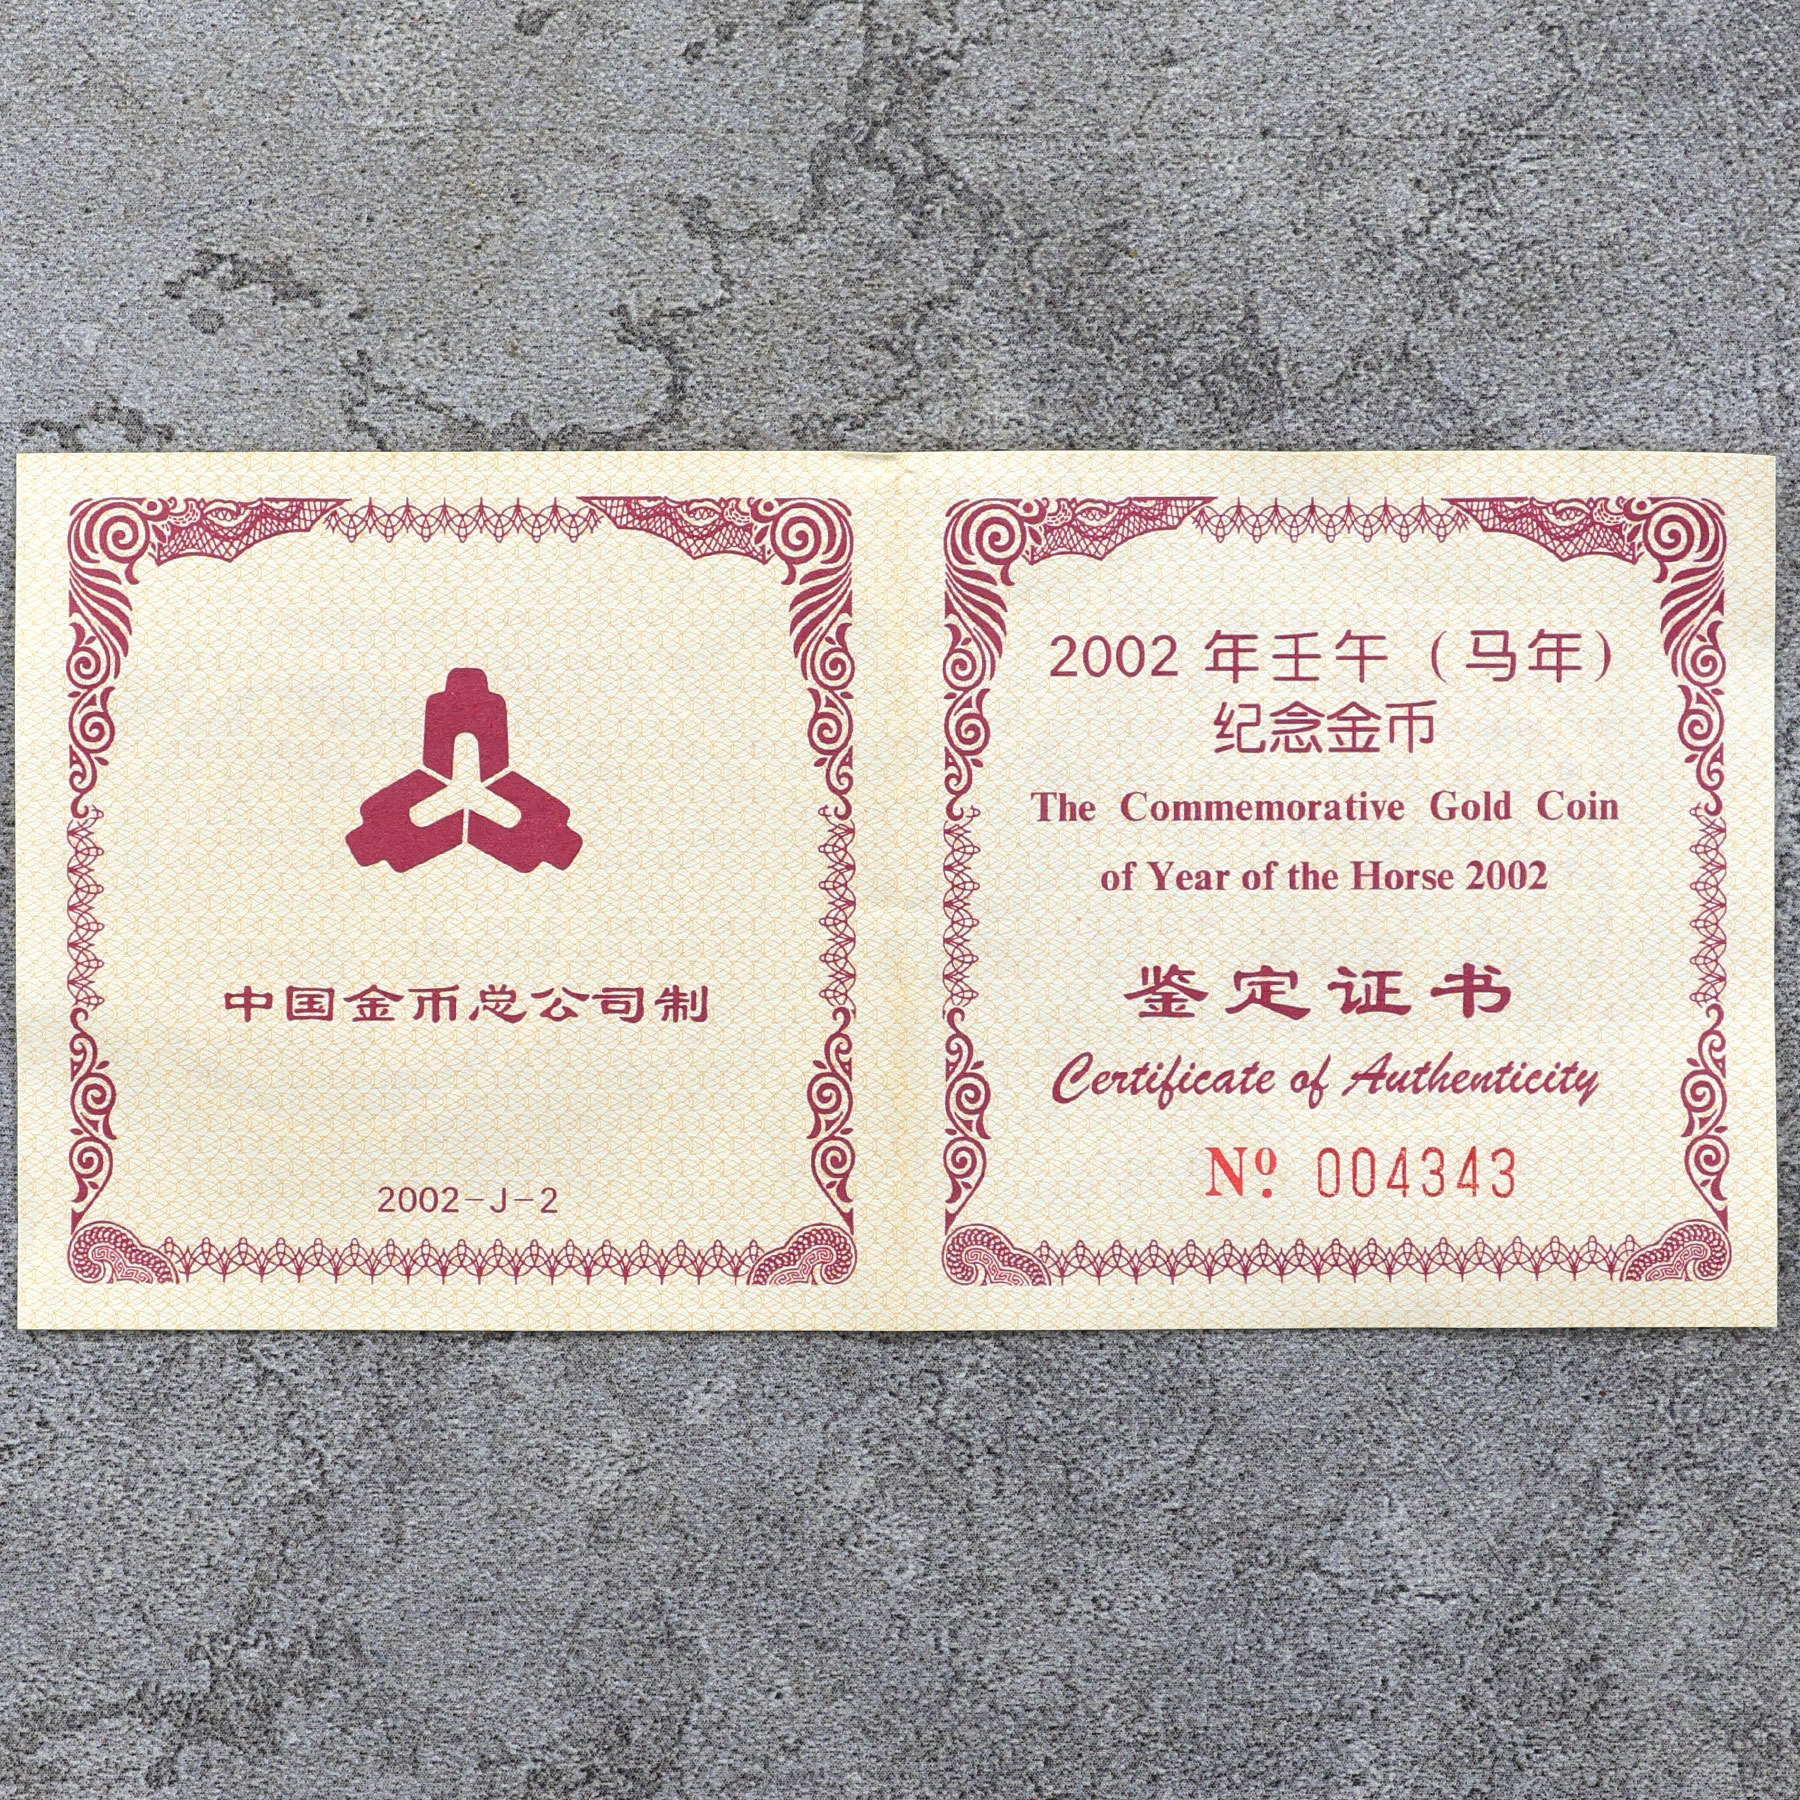 中国金币总公司制
2002-J-2
2002 年壬午（马年）
纪念金币
The Commemorative Gold Coin
of Year of the Horse 2002
鉴定证书
Certificate of Authenticity
Nº. 004343